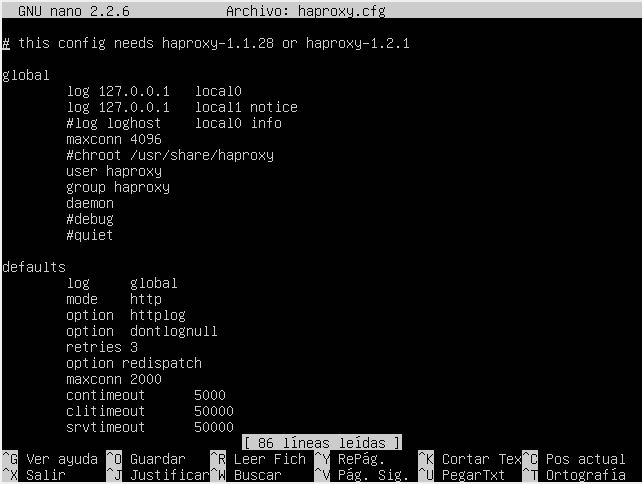 GNU nano 2.2.6 Archivo: haproxy.cfg
# this config needs haproxy-1.1.28 or haproxy-1.2.1
global
log 127.0.0.1 local0
log 127.0.0.1 local1 notice
#log loghost local0 info
maxconn 4096
#chroot /usr/share/haproxy
user haproxy
group haproxy
daemon
#debug
#quiet
defaults
log global
mode http
option httplog
option dontlognull
retries 3
option redispatch
maxconn 2000
contimeout 5000
clitimeout 50000
srvtimeout 50000
[ 86 líneas leídas ]
^G Ver ayuda ^O Guardar ^R Leer Fich ^Y RePág. ^K Cortar Tex ^C Pos actual
^X Salir ^J Justificar ^W Buscar ^V Pág. Sig. ^U PegarTxt ^T Ortografía